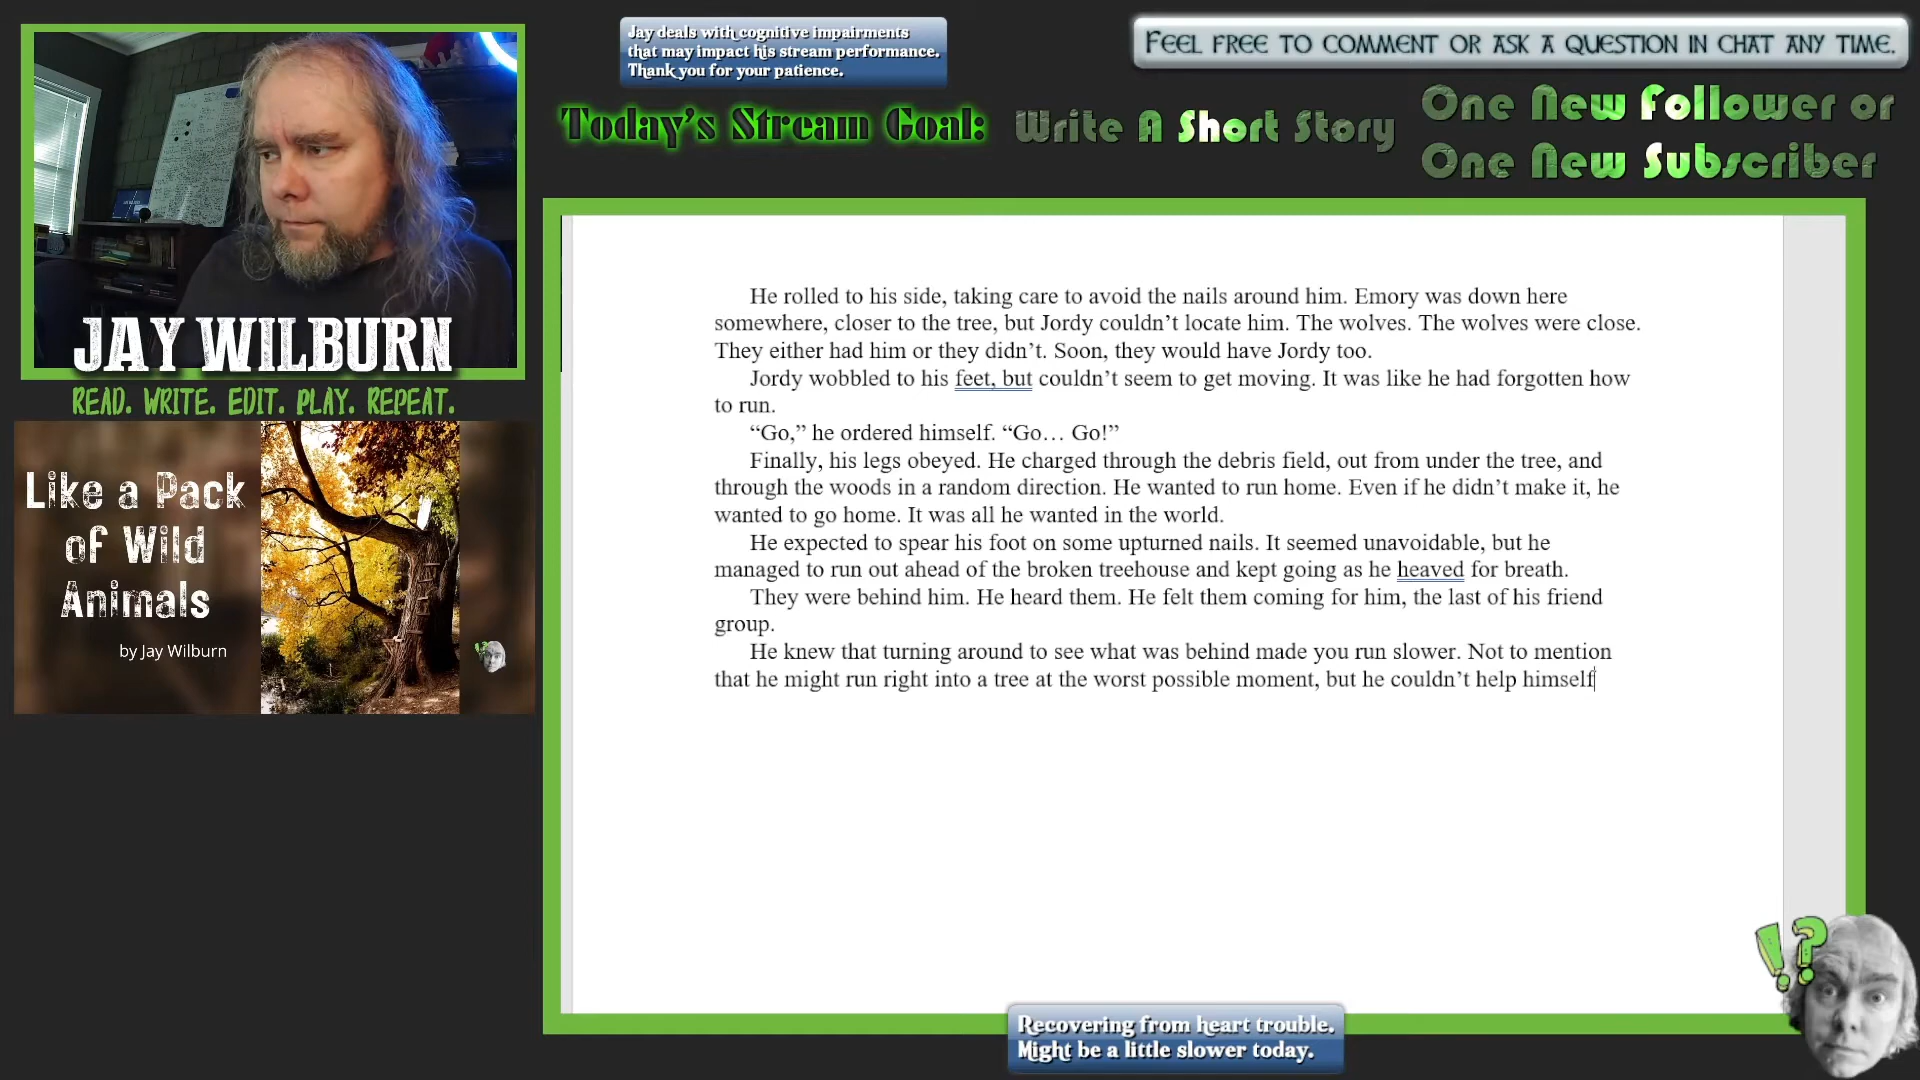 Jay deals with cognitive impairments
that may impact his stream performance.
Thank you for your patience.
FEEL FREE TO COMMENT OR ASK A QUESTION IN CHAT ANY TIME.
Today's Stream Goal:
Write A Short Story
One New Follower or
One New Subscriber
JAY WILBURN
READ. WRITE. EDIT. PLAY. REPEAT.
Like a Pack
of Wild
Animals
by Jay Wilburn
He rolled to his side, taking care to avoid the nails around him. Emory was down here
somewhere, closer to the tree, but Jordy couldn’t locate him. The wolves. The wolves were close.
They either had him or they didn’t. Soon, they would have Jordy too.
Jordy wobbled to his feet, but couldn’t seem to get moving. It was like he had forgotten how
to run.
“Go,” he ordered himself. “Go… Go!”
Finally, his legs obeyed. He charged through the debris field, out from under the tree, and
through the woods in a random direction. He wanted to run home. Even if he didn’t make it, he
wanted to go home. It was all he wanted in the world.
He expected to spear his foot on some upturned nails. It seemed unavoidable, but he
managed to run out ahead of the broken treehouse and kept going as he heaved for breath.
They were behind him. He heard them. He felt them coming for him, the last of his friend
group.
He knew that turning around to see what was behind made you run slower. Not to mention
that he might run right into a tree at the worst possible moment, but he couldn’t help himself
!?
Recovering from heart trouble.
Might be a little slower today.